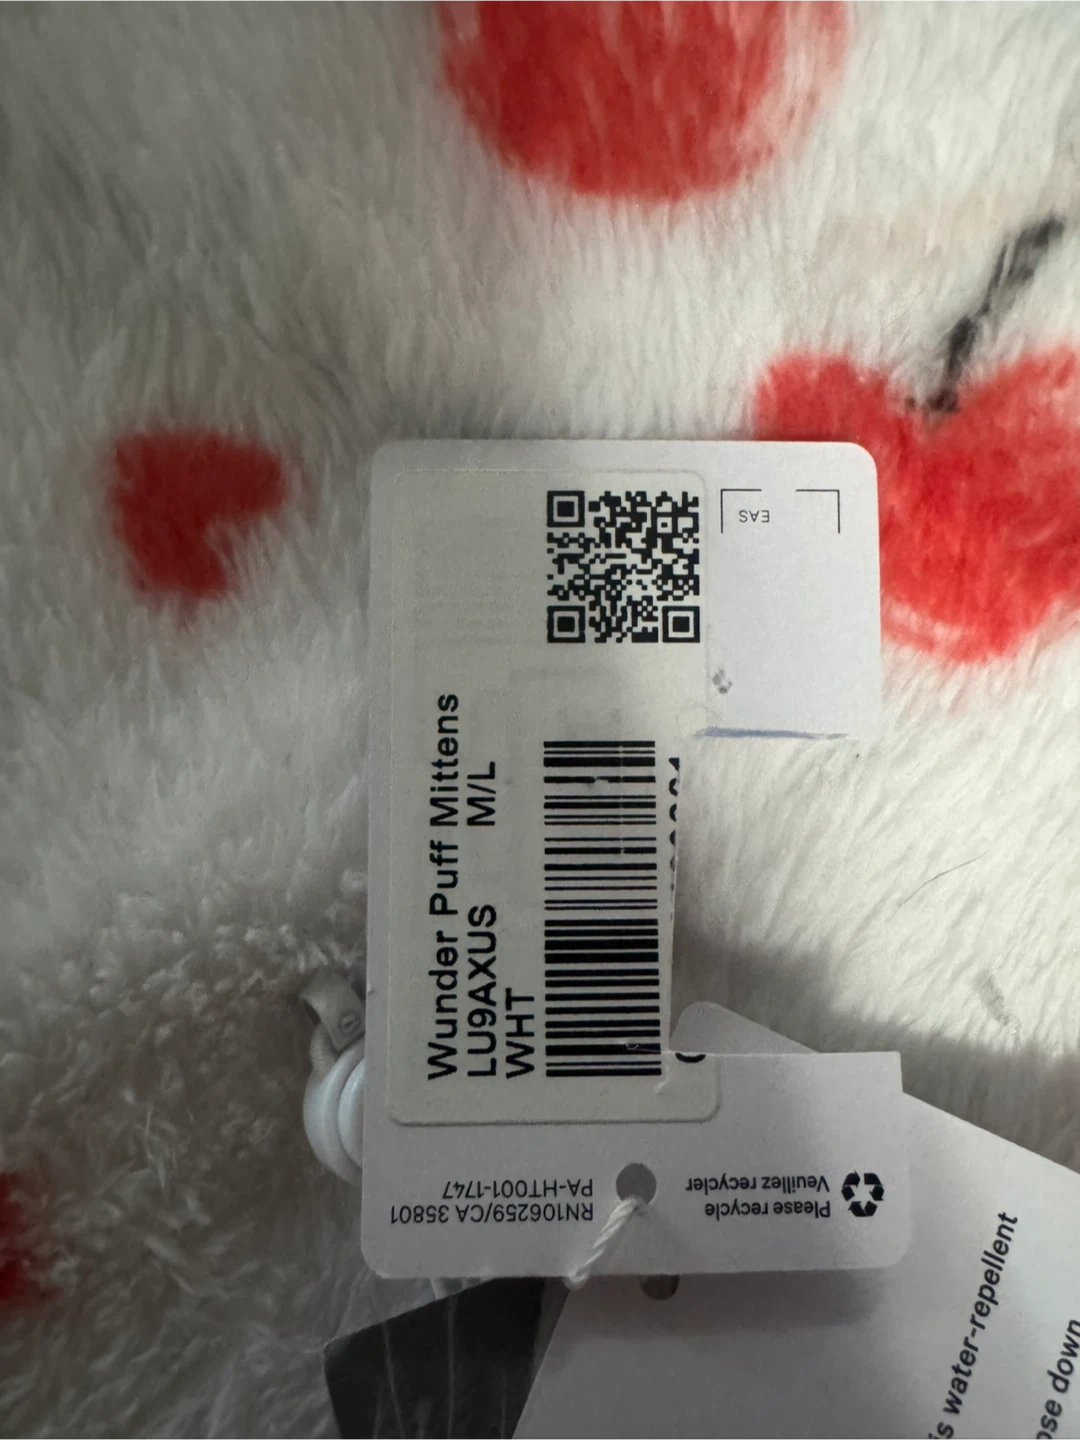 Wunder Puff Mittens
LU9AXUS M/L
WHT
EAS
RN106259/CA 35801
PA-HT001-1747
Please recycle
Veuillez recycler
is water-repellent
down